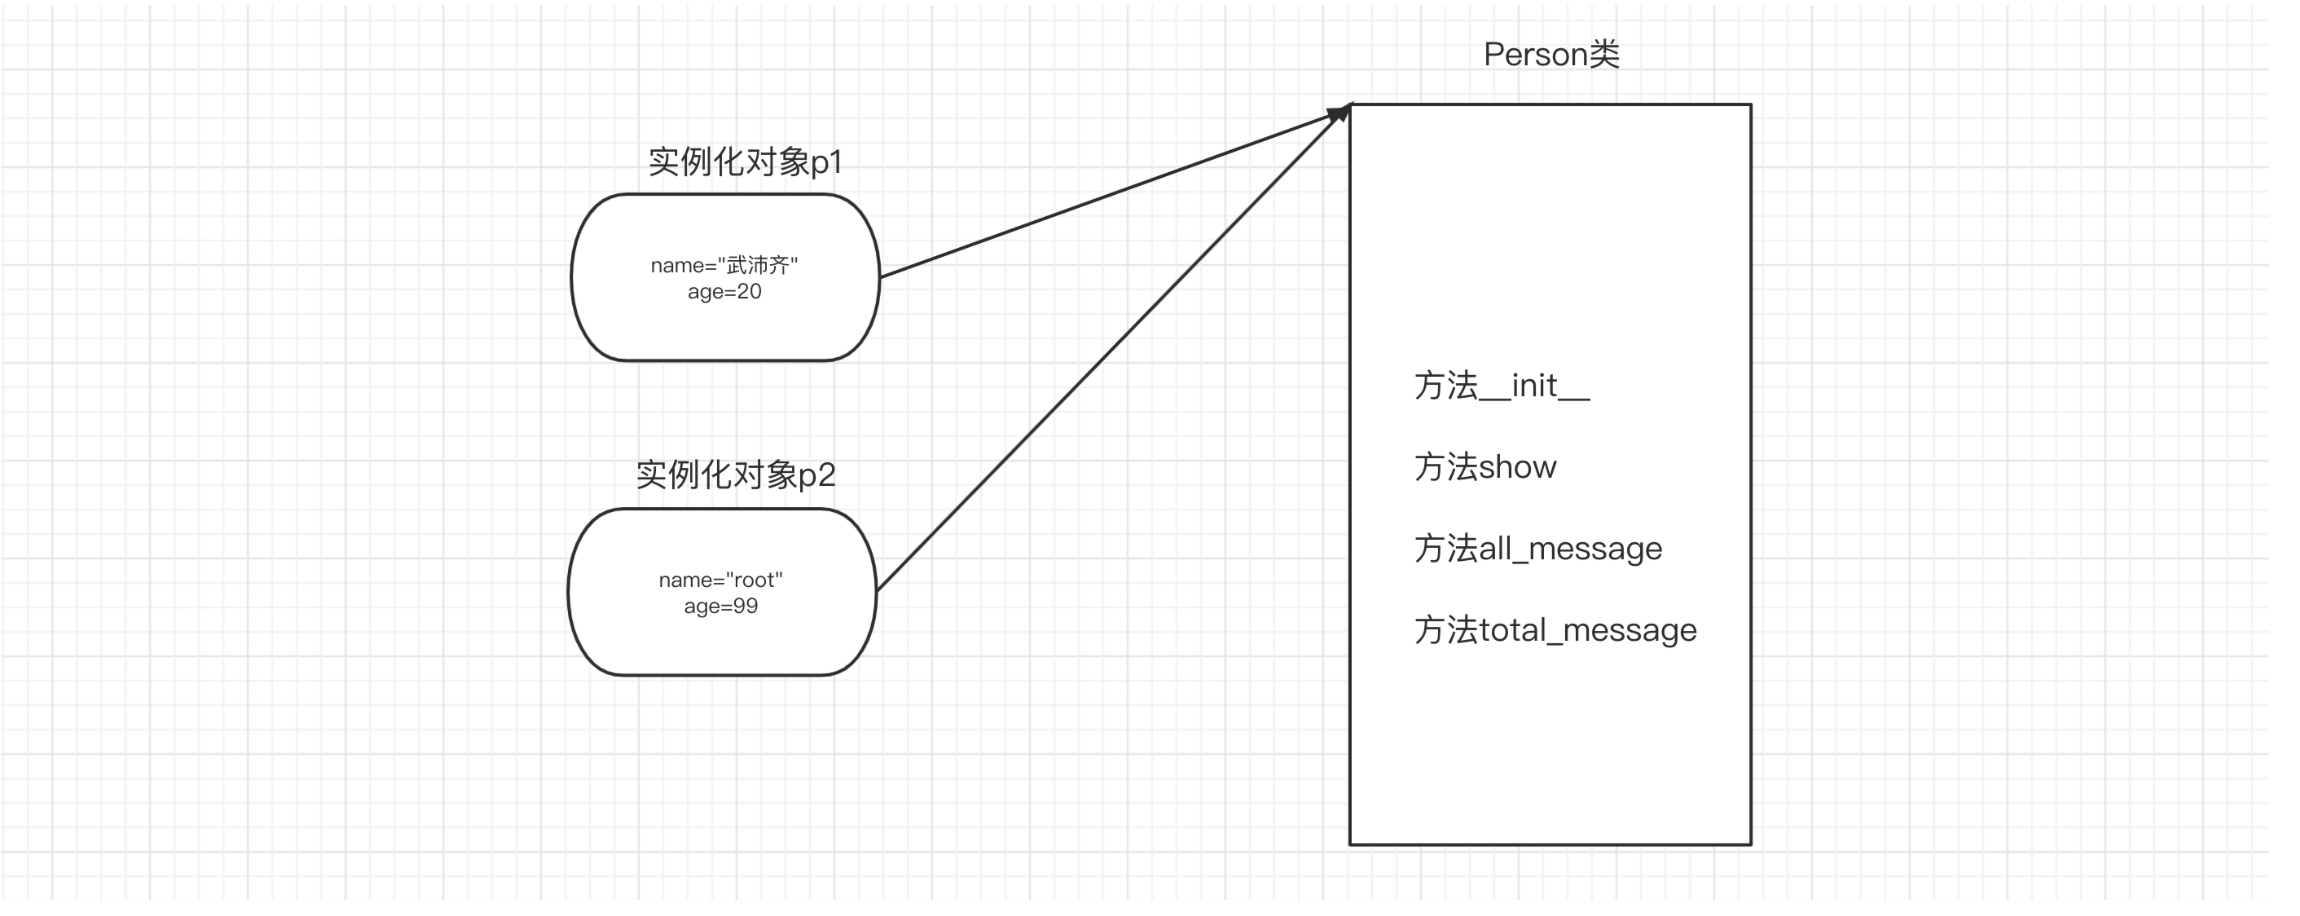 Person类
实例化对象p1
name="武沛齐"
age=20
实例化对象p2
name="root"
age=99
方法__init__
方法show
方法all_message
方法total_message